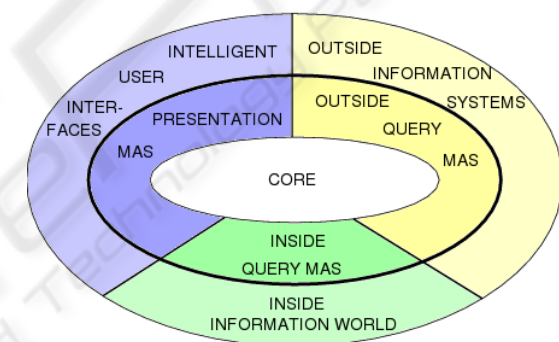 INTELLIGENT
USER
INTER-
FACES
OUTSIDE
INFORMATION
SYSTEMS
PRESENTATION
MAS
OUTSIDE
QUERY
MAS
CORE
INSIDE
QUERY MAS
INSIDE
INFORMATION WORLD